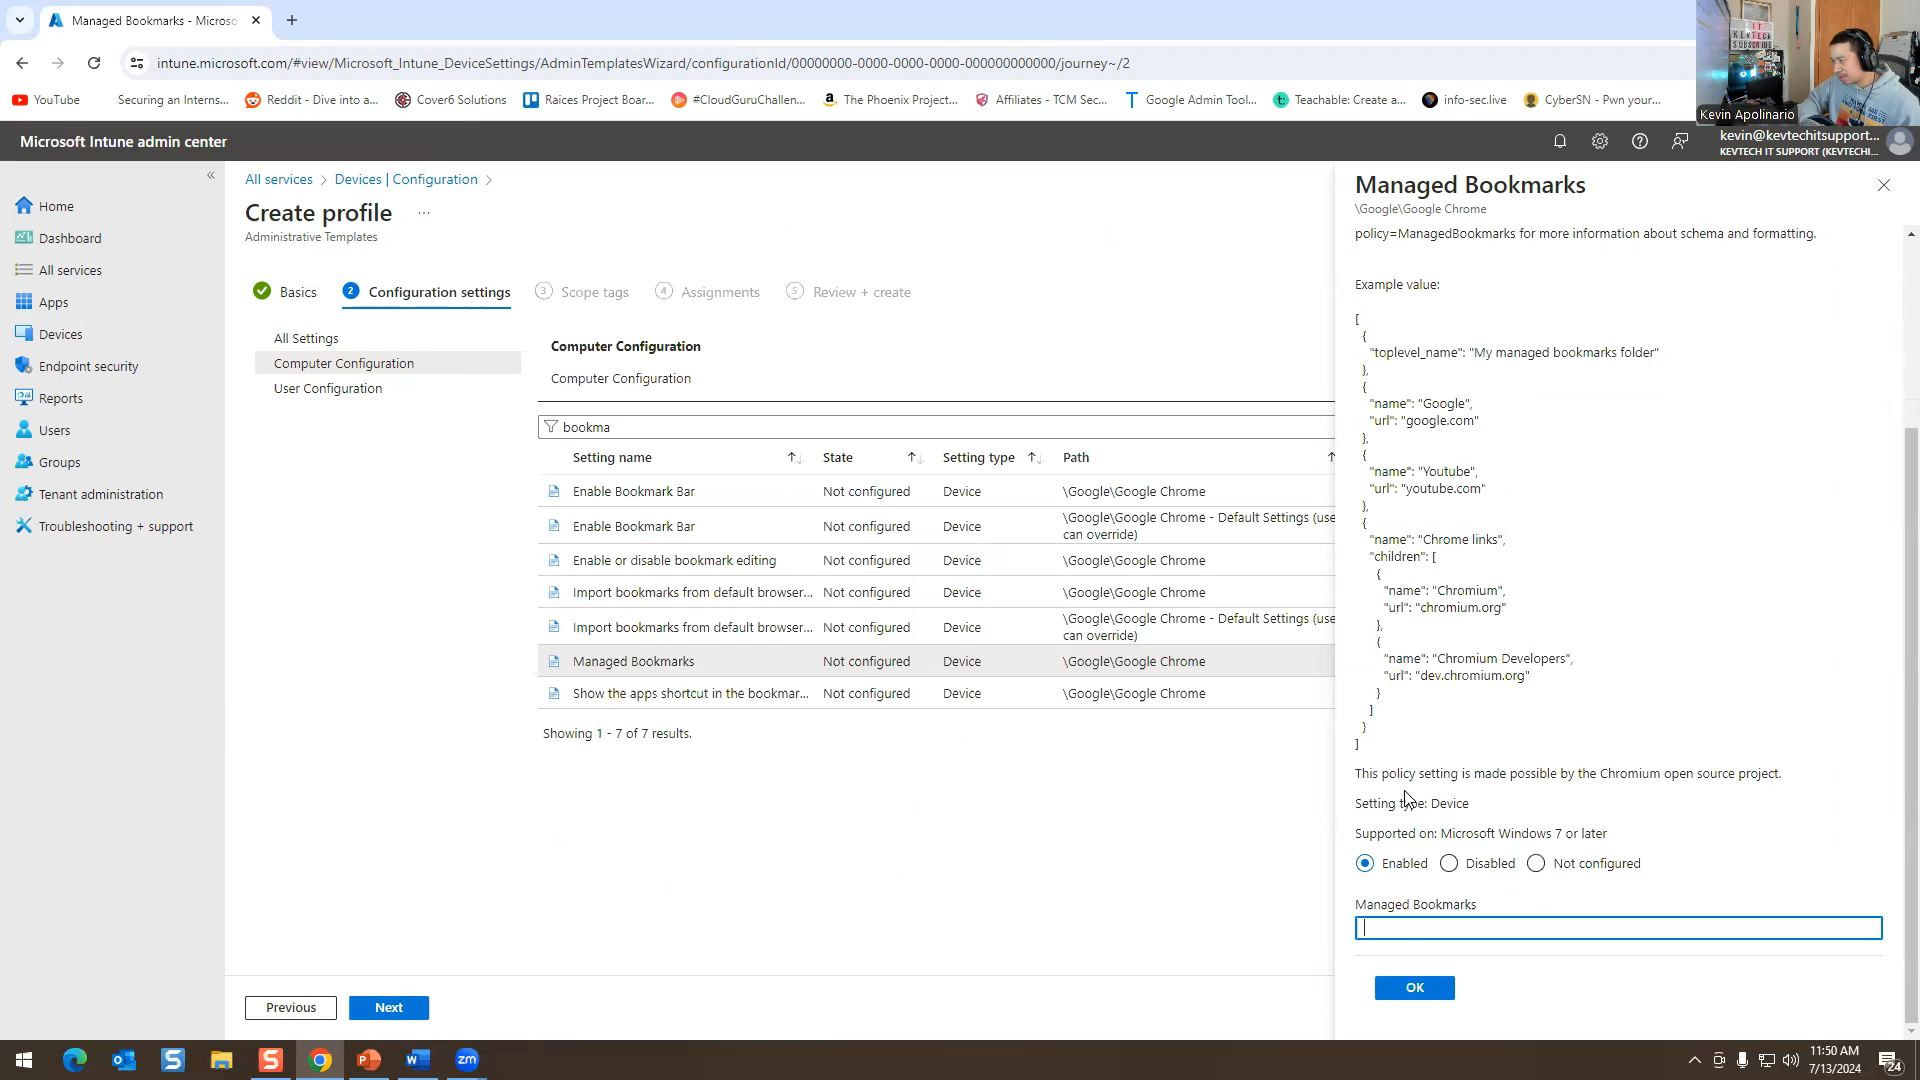 Managed Bookmarks - Microso
intune.microsoft.com/#view/Microsoft_Intune_DeviceSettings/AdminTemplatesWizard/configurationId/00000000-0000-0000-0000-000000000000/journey~/2
YouTube
Securing an Interns...
Reddit - Dive into a...
Cover6 Solutions
Raices Project Boar...
#CloudGuruChallen...
The Phoenix Project...
Affiliates - TCM Sec...
Google Admin Tool...
Teachable: Create a...
info-sec.live
CyberSN - Pwn your...
KEVTECH
SUBSCRIBE
Kevin Apolinario
Microsoft Intune admin center
kevin@kevtechitsupport...
KEVTECH IT SUPPORT (KEVTECHI...
Home
Dashboard
All services
Apps
Devices
Endpoint security
Reports
Users
Groups
Tenant administration
Troubleshooting + support
All services > Devices | Configuration >
Create profile ...
Administrative Templates
Basics
2 Configuration settings
3 Scope tags
4 Assignments
5 Review + create
All Settings
Computer Configuration
User Configuration
Computer Configuration
Computer Configuration
bookma
Setting name State Setting type Path
Enable Bookmark Bar Not configured Device \Google\Google Chrome
Enable Bookmark Bar Not configured Device \Google\Google Chrome - Default Settings (use
can override)
Enable or disable bookmark editing Not configured Device \Google\Google Chrome
Import bookmarks from default browser... Not configured Device \Google\Google Chrome
Import bookmarks from default browser... Not configured Device \Google\Google Chrome - Default Settings (use
can override)
Managed Bookmarks Not configured Device \Google\Google Chrome
Show the apps shortcut in the bookmar... Not configured Device \Google\Google Chrome
Showing 1 - 7 of 7 results.
Previous
Next
Managed Bookmarks
\Google\Google Chrome
policy=ManagedBookmarks for more information about schema and formatting.
Example value:
[
{
"toplevel_name": "My managed bookmarks folder"
},
{
"name": "Google",
"url": "google.com"
},
{
"name": "Youtube",
"url": "youtube.com"
},
{
"name": "Chrome links",
"children": [
{
"name": "Chromium",
"url": "chromium.org"
},
{
"name": "Chromium Developers",
"url": "dev.chromium.org"
}
]
}
]
This policy setting is made possible by the Chromium open source project.
Setting type: Device
Supported on: Microsoft Windows 7 or later
Enabled
Disabled
Not configured
Managed Bookmarks
OK
zm
11:50 AM
7/13/2024
24